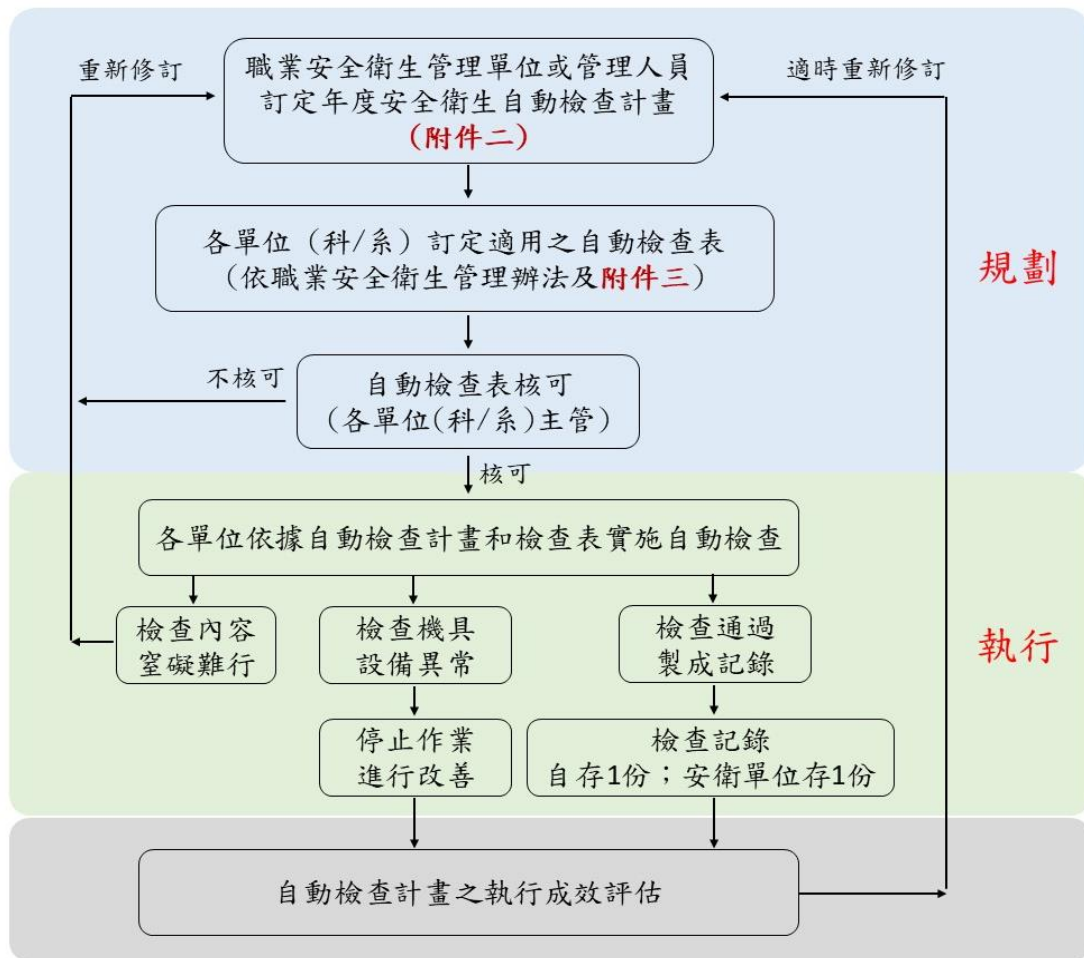 重新修訂
職業安全衛生管理單位或管理人員
訂定年度安全衛生自動檢查計畫
(附件二)
適時重新修訂
各單位（科/系）訂定適用之自動檢查表
（依職業安全衛生管理辦法及附件三）
規劃
不核可
自動檢查表核可
（各單位(科/系)主管）
核可
各單位依據自動檢查計畫和檢查表實施自動檢查
檢查內容
窒礙難行
檢查機具
設備異常
檢查通過
製成記錄
執行
停止作業
進行改善
檢查記錄
自存1份；安衛單位存1份
自動檢查計畫之執行成效評估